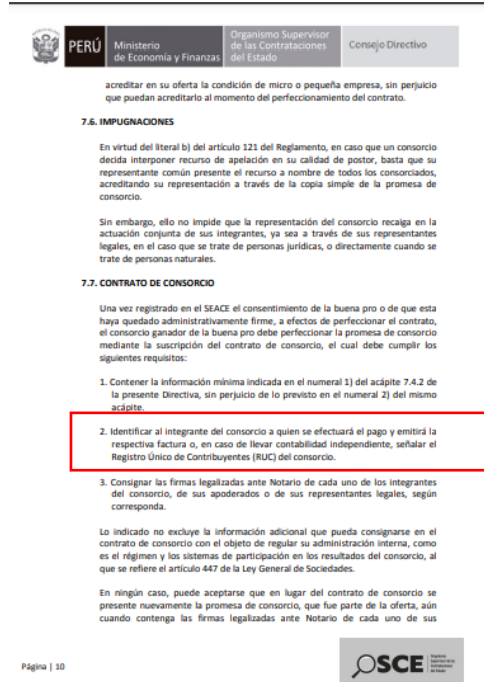 PERÚ
Ministerio
de Economía y Finanzas
Organismo Supervisor
de las Contrataciones
del Estado
Consejo Directivo
acreditar en su oferta la condición de micro o pequeña empresa, sin perjuicio
que puedan acreditarlo al momento del perfeccionamiento del contrato.
7.6. IMPUGNACIONES
En virtud del literal b) del artículo 121 del Reglamento, en caso que un consorcio
decida interponer recurso de apelación en su calidad de postor, basta que su
representante común presente el recurso a nombre de todos los consorciados,
acreditando su representación a través de la copia simple de la promesa de
consorcio.
Sin embargo, ello no impide que la representación del consorcio recaiga en la
actuación conjunta de sus integrantes, ya sea a través de sus representantes
legales, en el caso que se trate de personas jurídicas, o directamente cuando se
trate de personas naturales.
7.7. CONTRATO DE CONSORCIO
Una vez registrado en el SEACE el consentimiento de la buena pro o de que esta
haya quedado administrativamente firme, a efectos de perfeccionar el contrato,
el consorcio ganador de la buena pro debe perfeccionar la promesa de consorcio
mediante la suscripción del contrato de consorcio, el cual debe cumplir los
siguientes requisitos:
1. Contener la información mínima indicada en el numeral 1) del acápite 7.4.2 de
la presente Directiva, sin perjuicio de lo previsto en el numeral 2) del mismo
acápite.
2. Identificar al integrante del consorcio a quien se efectuará el pago y emitirá la
respectiva factura o, en caso de llevar contabilidad independiente, señalar el
Registro Único de Contribuyentes (RUC) del consorcio.
3. Consignar las firmas legalizadas ante Notario de cada uno de los integrantes
del consorcio, de sus apoderados o de sus representantes legales, según
corresponda.
Lo indicado no excluye la información adicional que pueda consignarse en el
contrato de consorcio con el objeto de regular su administración interna, como
es el régimen y los sistemas de participación en los resultados del consorcio, al
que se refiere el artículo 447 de la Ley General de Sociedades.
En ningún caso, puede aceptarse que en lugar del contrato de consorcio se
presente nuevamente la promesa de consorcio, que fue parte de la oferta, aún
cuando contenga las firmas legalizadas ante Notario de cada uno de sus
Página | 10
OSCE
Organismo
Supervisor de las
Contrataciones
del Estado